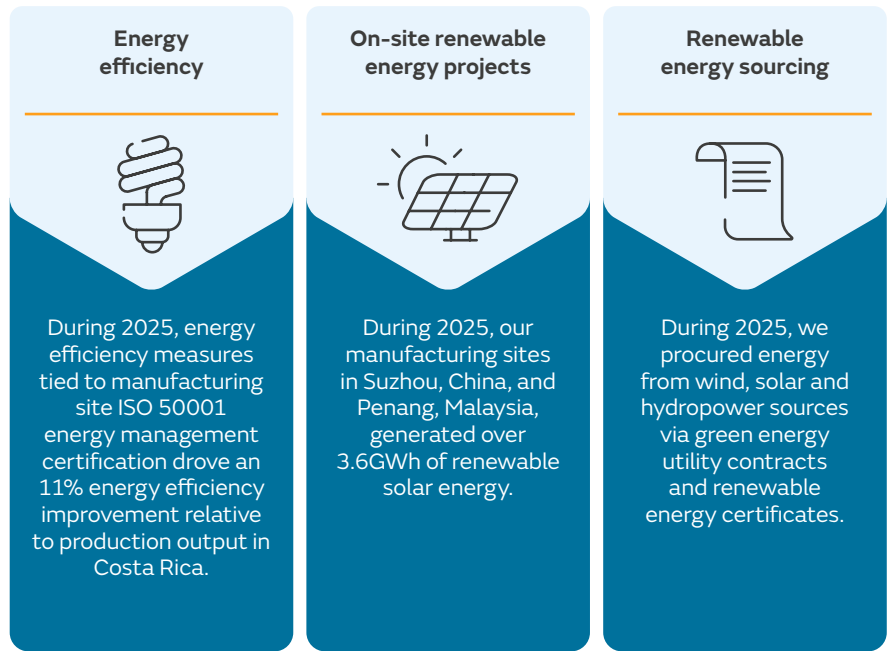 Energy
efficiency
During 2025, energy
efficiency measures
tied to manufacturing
site ISO 50001
energy management
certification drove an
11% energy efficiency
improvement relative
to production output in
Costa Rica.
On-site renewable
energy projects
During 2025, our
manufacturing sites
in Suzhou, China, and
Penang, Malaysia,
generated over
3.6GWh of renewable
solar energy.
Renewable
energy sourcing
During 2025, we
procured energy
from wind, solar and
hydropower sources
via green energy
utility contracts
and renewable
energy certificates.